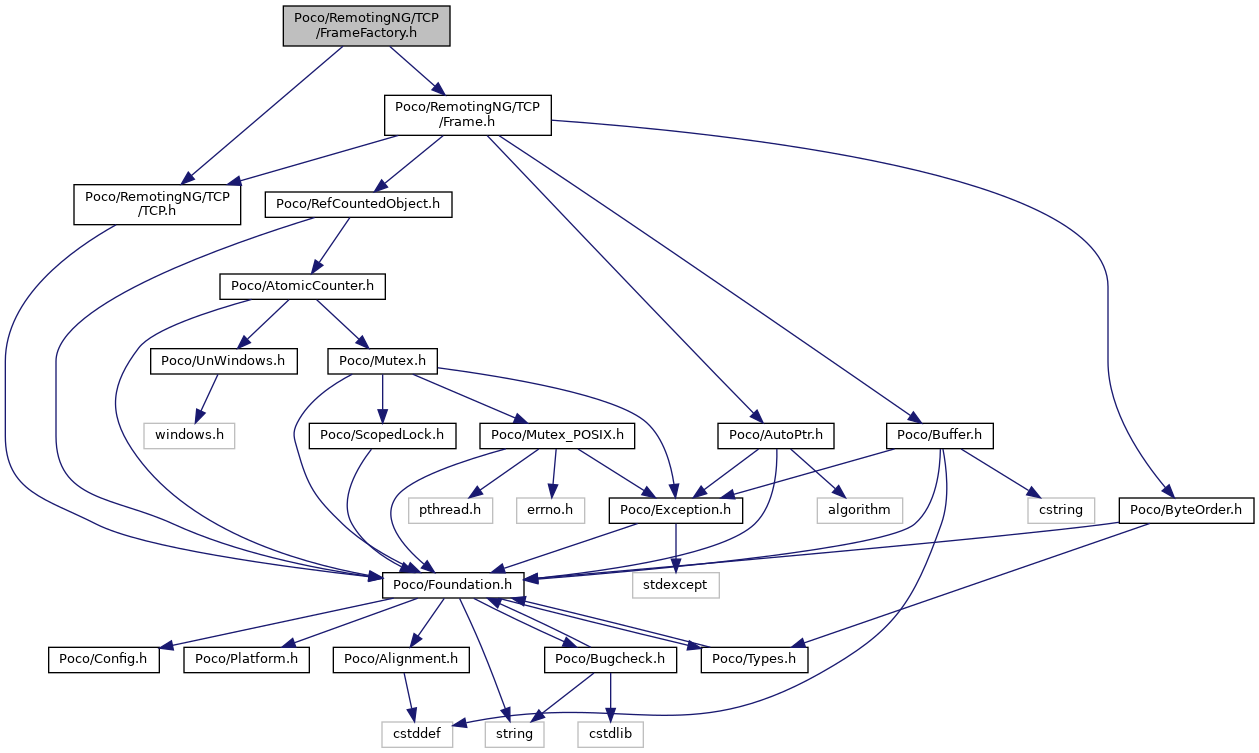 Poco/RemotingNG/TCP
/FrameFactory.h
Poco/RemotingNG/TCP
/Frame.h
Poco/RemotingNG/TCP
/TCP.h
Poco/RefCountedObject.h
Poco/AtomicCounter.h
Poco/UnWindows.h
Poco/Mutex.h
windows.h
Poco/ScopedLock.h
Poco/Mutex_POSIX.h
Poco/AutoPtr.h
Poco/Buffer.h
pthread.h
errno.h
Poco/Exception.h
algorithm
cstring
Poco/ByteOrder.h
Poco/Foundation.h
stdexcept
Poco/Config.h
Poco/Platform.h
Poco/Alignment.h
Poco/Bugcheck.h
Poco/Types.h
cstddef
string
cstdlib